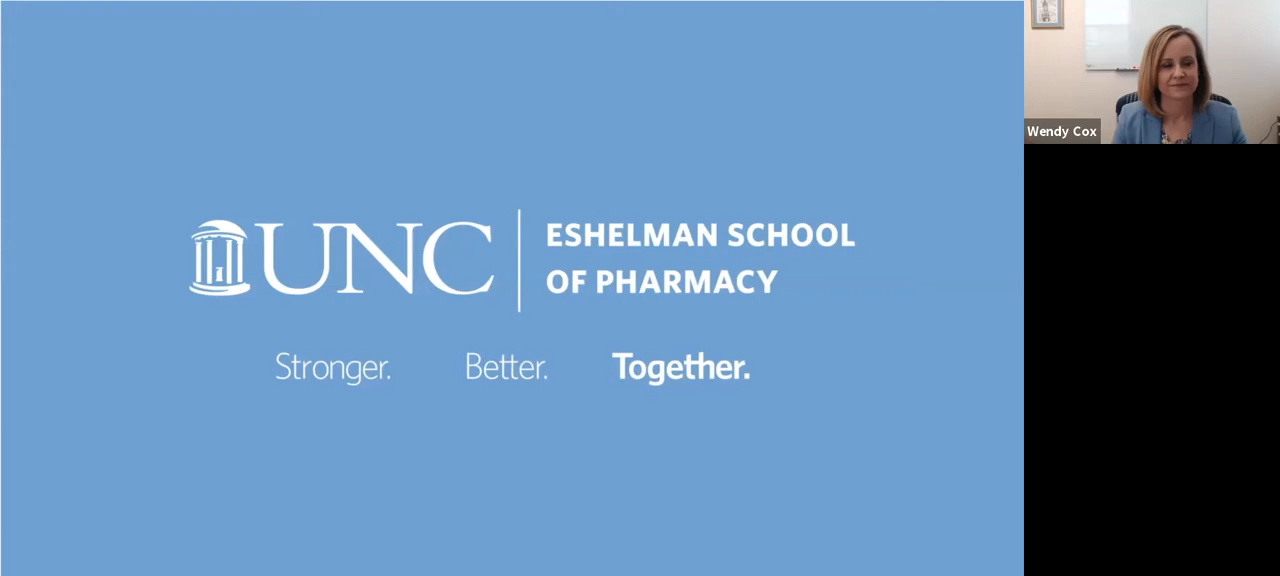 UNC
ESHELMAN SCHOOL
OF PHARMACY
Stronger. Better. Together.
Wendy Cox